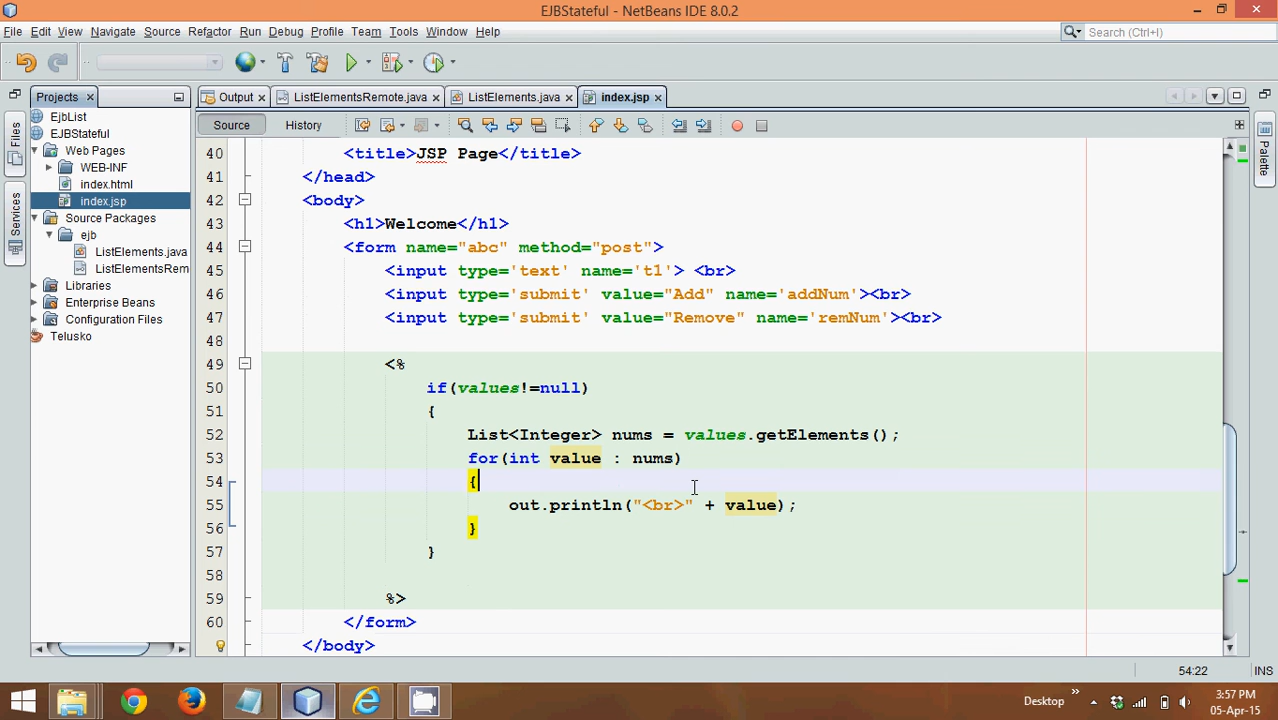 EJBStateful - NetBeans IDE 8.0.2
File Edit View Navigate Source Refactor Run Debug Profile Team Tools Window Help
Search (Ctrl+I)
Projects
Output
ListElementsRemote.java
ListElements.java
index.jsp
Source History
Files
Services
Palette
EjbList
EJBStateful
Web Pages
WEB-INF
index.html
index.jsp
Source Packages
ejb
ListElements.java
ListElementsRem
Libraries
Enterprise Beans
Configuration Files
Telusko
40 <title>JSP Page</title>
41 </head>
42 <body>
43 <h1>Welcome</h1>
44 <form name="abc" method="post">
45 <input type='text' name='t1'> <br>
46 <input type='submit' value="Add" name='addNum'><br>
47 <input type='submit' value="Remove" name='remNum'><br>
48
49 <%
50 if(values!=null)
51 {
52 List<Integer> nums = values.getElements();
53 for(int value : nums)
54 {
55 out.println("<br>" + value);
56 }
57 }
58
59 %>
60 </form>
</body>
54:22 INS
Desktop
3:57 PM
05-Apr-15